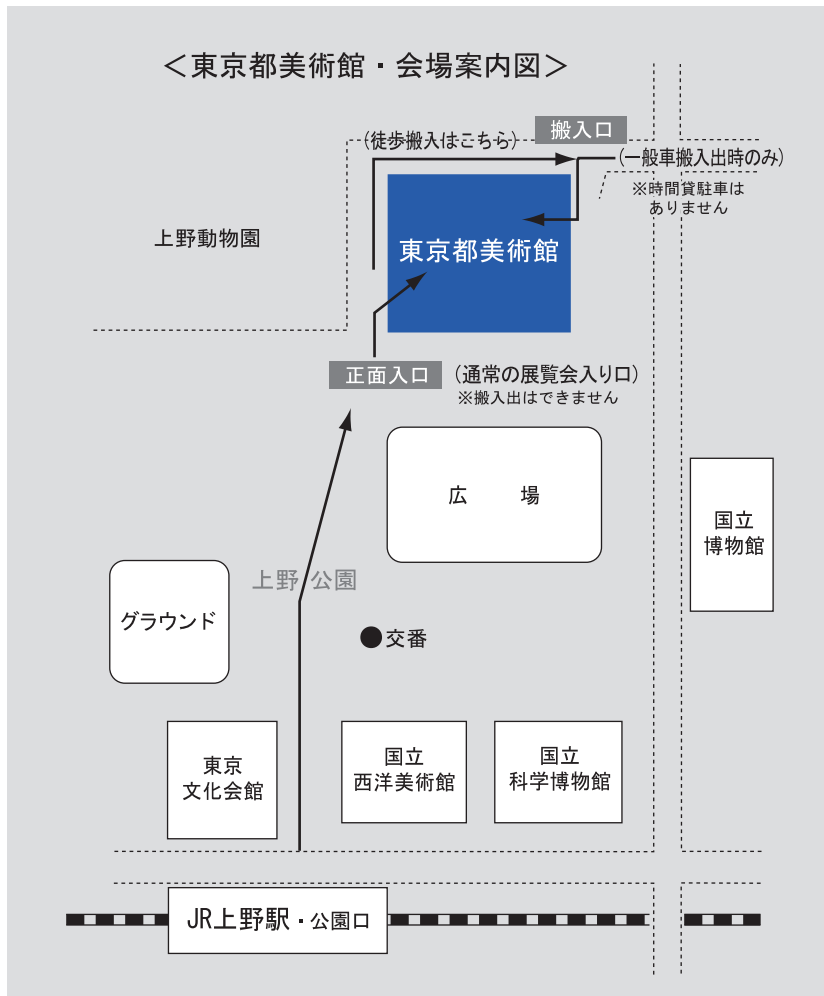 ＜東京都美術館・会場案内図＞
搬入口
(徒歩搬入はこちら)
(一般車搬入出時のみ)
※時間貸駐車は
ありません
上野動物園
東京都美術館
正面入口
(通常の展覧会入り口)
※搬入出はできません
広　場
国立
博物館
上野公園
グラウンド
●交番
東京
文化会館
国立
西洋美術館
国立
科学博物館
JR上野駅・公園口